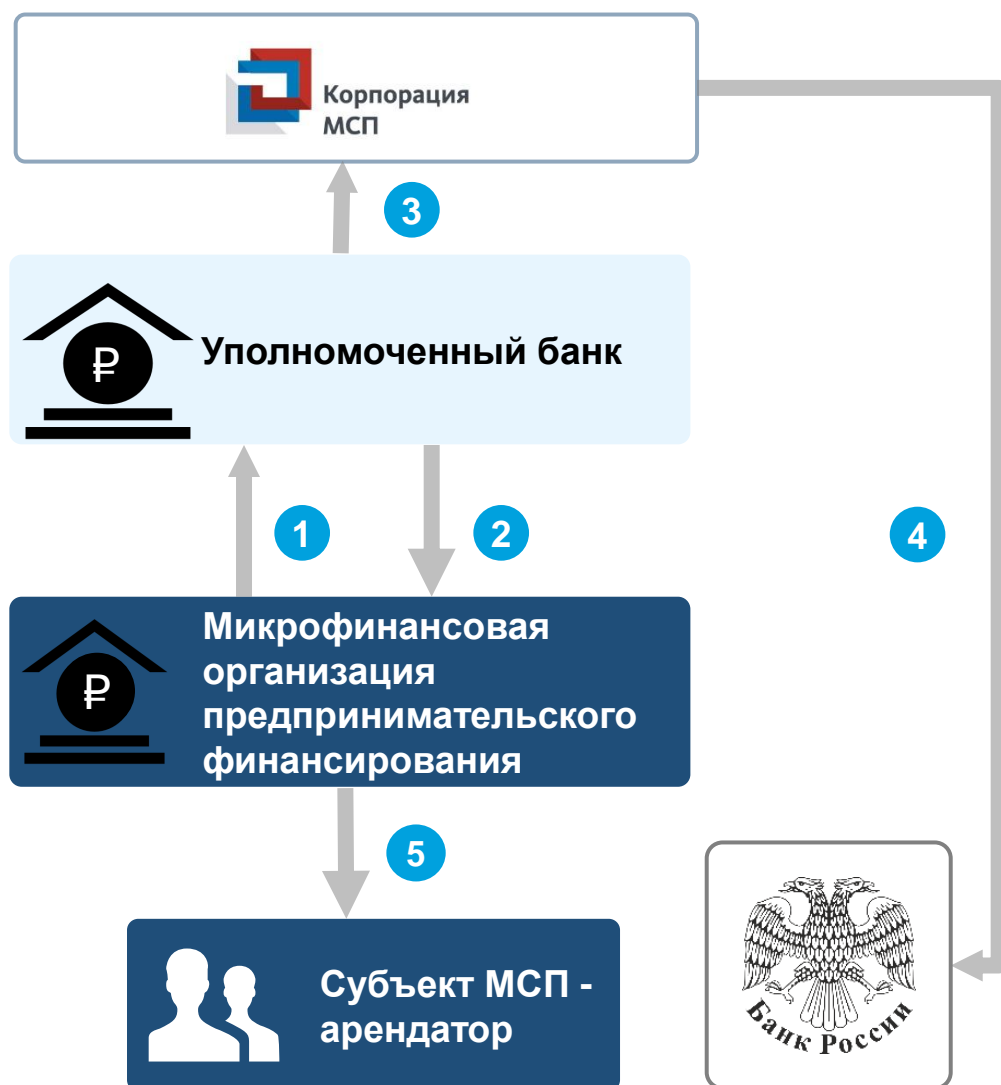 Корпорация
МСП
3
₽
Уполномоченный банк
1
2
4
₽
Микрофинансовая
организация
предпринимательского
финансирования
5
Субъект МСП -
арендатор
Банк России